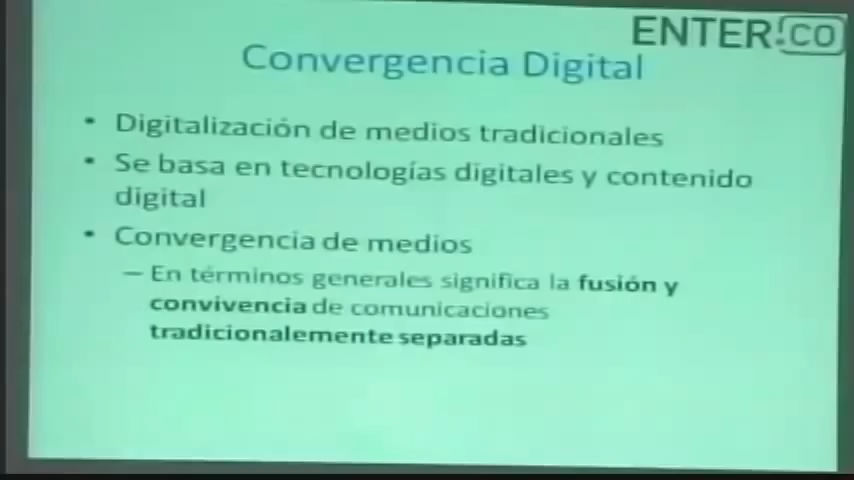 ENTER.CO
Convergencia Digital
• Digitalización de medios tradicionales
• Se basa en tecnologías digitales y contenido
digital
• Convergencia de medios
– En términos generales significa la fusión y
convivencia de comunicaciones
tradicionalemente separadas